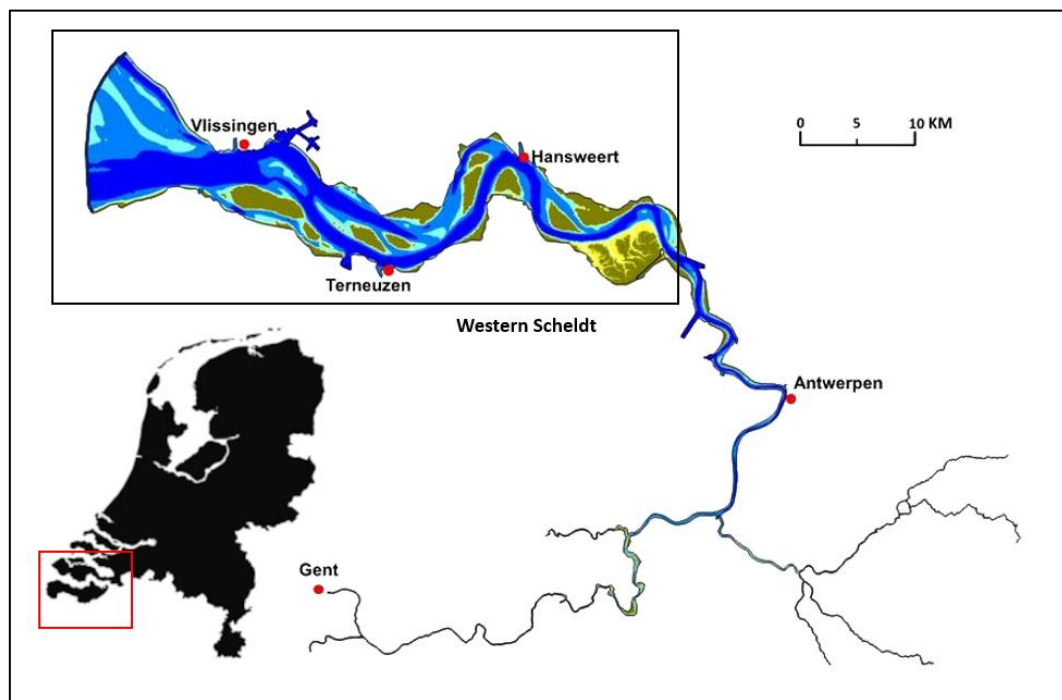 Vlissingen
Hansweert
0 5 10 KM
Terneuzen
Western Scheldt
Antwerpen
Gent